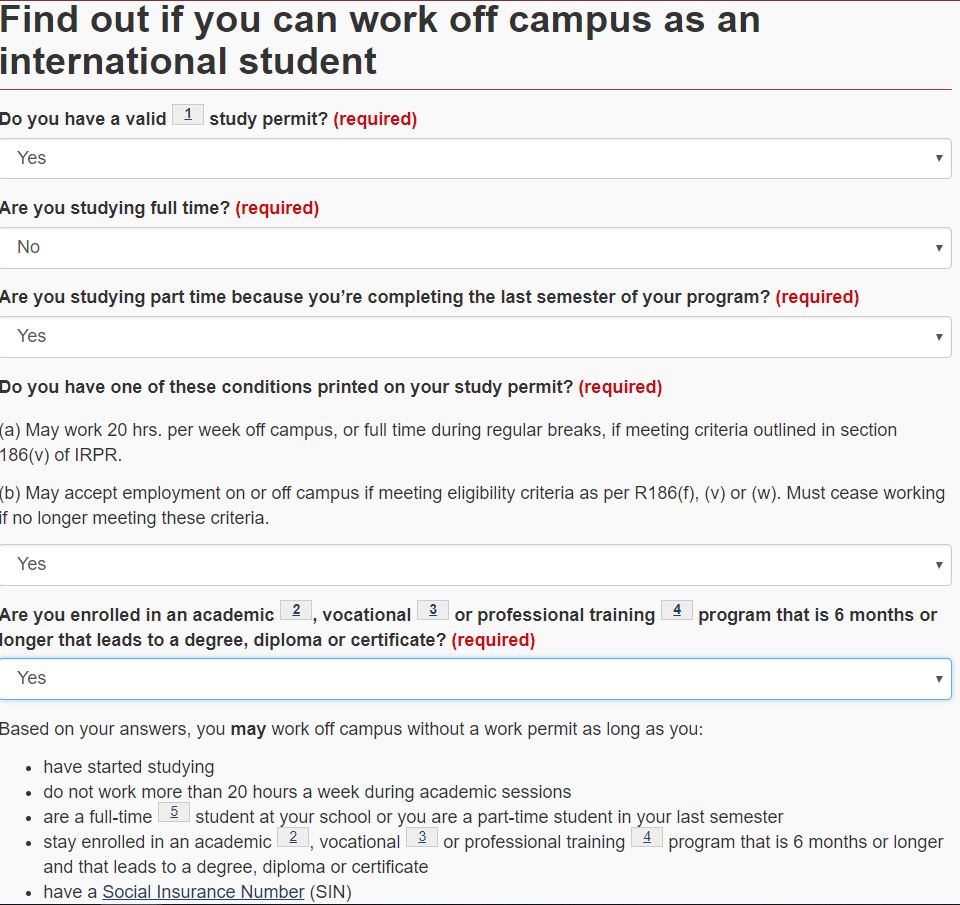 Find out if you can work off campus as an
international student
Do you have a valid 1 study permit? (required)
Yes
Are you studying full time? (required)
No
Are you studying part time because you’re completing the last semester of your program? (required)
Yes
Do you have one of these conditions printed on your study permit? (required)
(a) May work 20 hrs. per week off campus, or full time during regular breaks, if meeting criteria outlined in section
186(v) of IRPR.
(b) May accept employment on or off campus if meeting eligibility criteria as per R186(f), (v) or (w). Must cease working
if no longer meeting these criteria.
Yes
Are you enrolled in an academic 2, vocational 3 or professional training 4 program that is 6 months or
longer that leads to a degree, diploma or certificate? (required)
Yes
Based on your answers, you may work off campus without a work permit as long as you:
• have started studying
• do not work more than 20 hours a week during academic sessions
• are a full-time 5 student at your school or you are a part-time student in your last semester
• stay enrolled in an academic 2, vocational 3 or professional training 4 program that is 6 months or longer
and that leads to a degree, diploma or certificate
• have a Social Insurance Number (SIN)